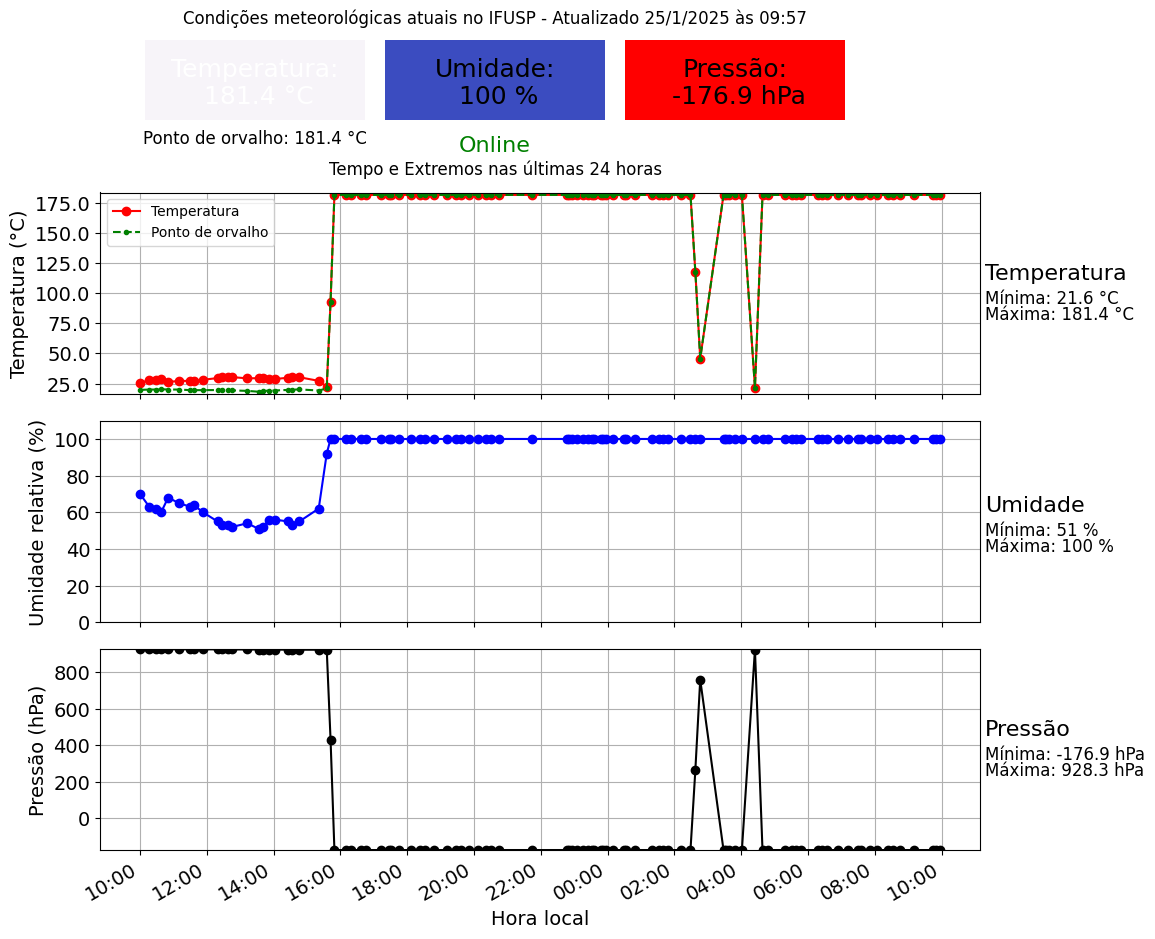 Condições meteorológicas atuais no IFUSP - Atualizado 25/1/2025 às 09:57
Temperatura:
181.4 °C
Umidade:
100 %
Pressão:
-176.9 hPa
Ponto de orvalho: 181.4 °C
Online
Tempo e Extremos nas últimas 24 horas
Temperatura (°C)
175.0
150.0
125.0
100.0
75.0
50.0
25.0
Temperatura
Ponto de orvalho
Temperatura
Mínima: 21.6 °C
Máxima: 181.4 °C
Umidade relativa (%)
100
80
60
40
20
0
Umidade
Mínima: 51 %
Máxima: 100 %
Pressão (hPa)
800
600
400
200
0
Pressão
Mínima: -176.9 hPa
Máxima: 928.3 hPa
10:00
12:00
14:00
16:00
18:00
20:00
22:00
00:00
02:00
04:00
06:00
08:00
10:00
Hora local